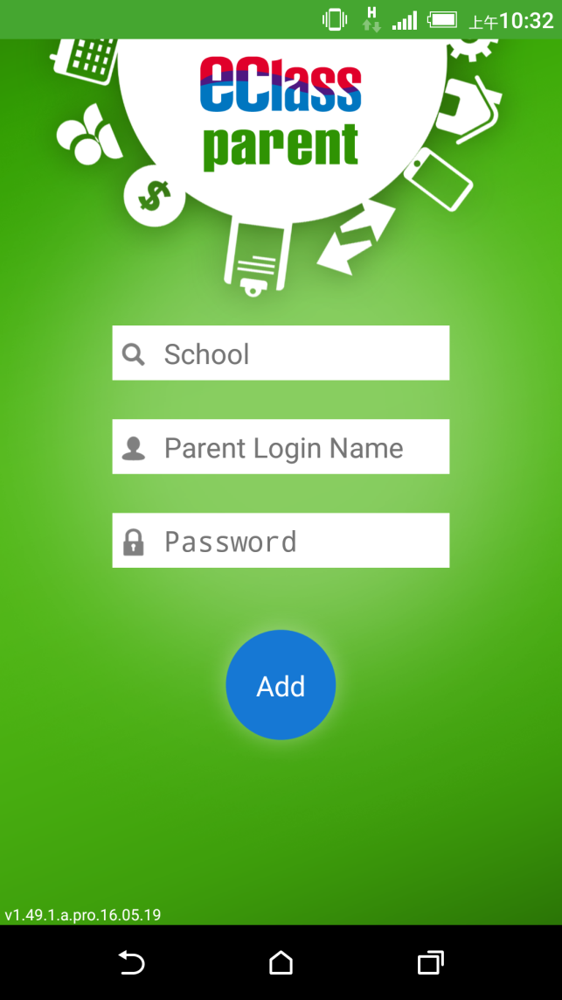 H
上午10:32
eClass
parent
$
School
Parent Login Name
Password
Add
v1.49.1.a.pro.16.05.19